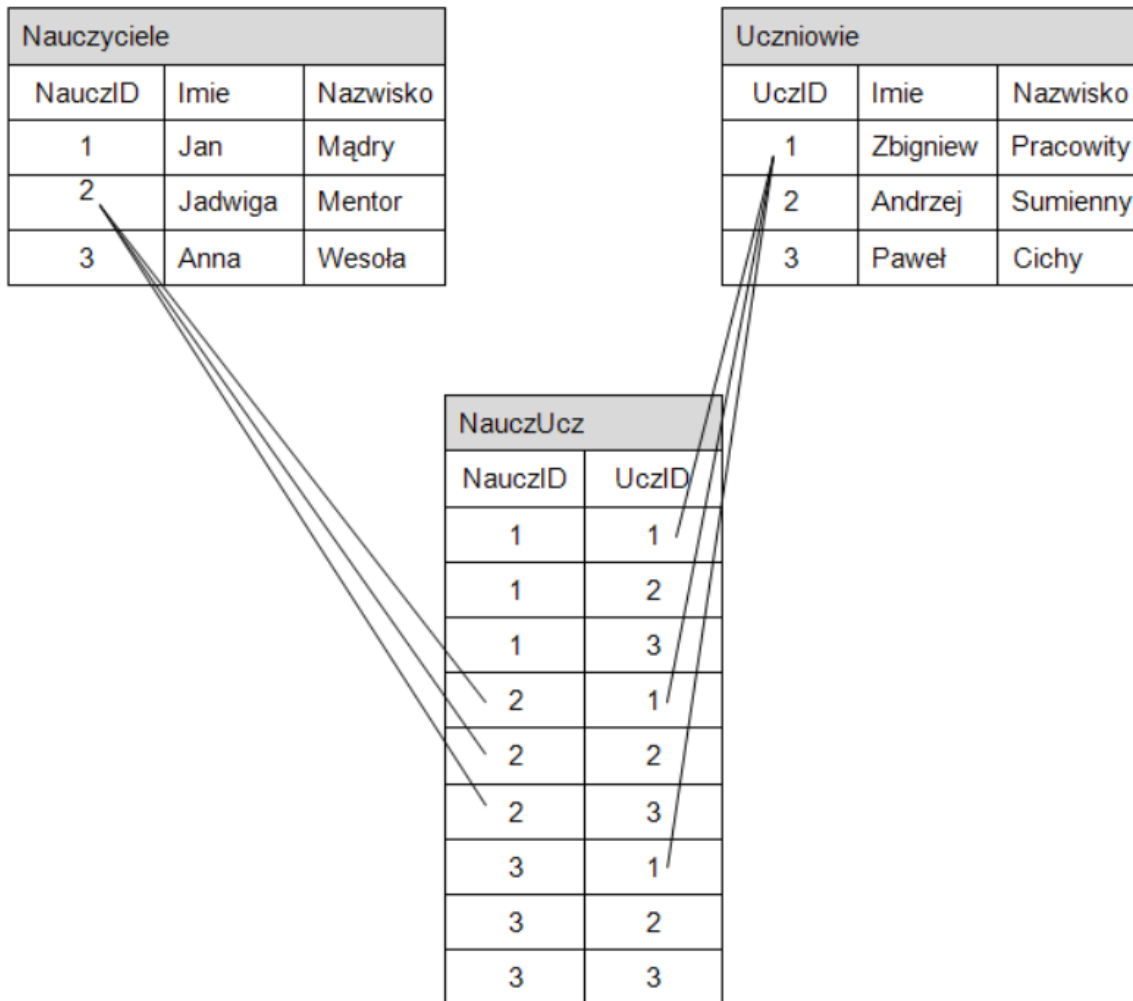 Nauczyciele
NauczID Imie Nazwisko
1 Jan Mądry
2 Jadwiga Mentor
3 Anna Wesoła
Uczniowie
UczID Imie Nazwisko
1 Zbigniew Pracowity
2 Andrzej Sumienny
3 Paweł Cichy
NauczUcz
NauczID UczID
1 1
1 2
1 3
2 1
2 2
2 3
3 1
3 2
3 3